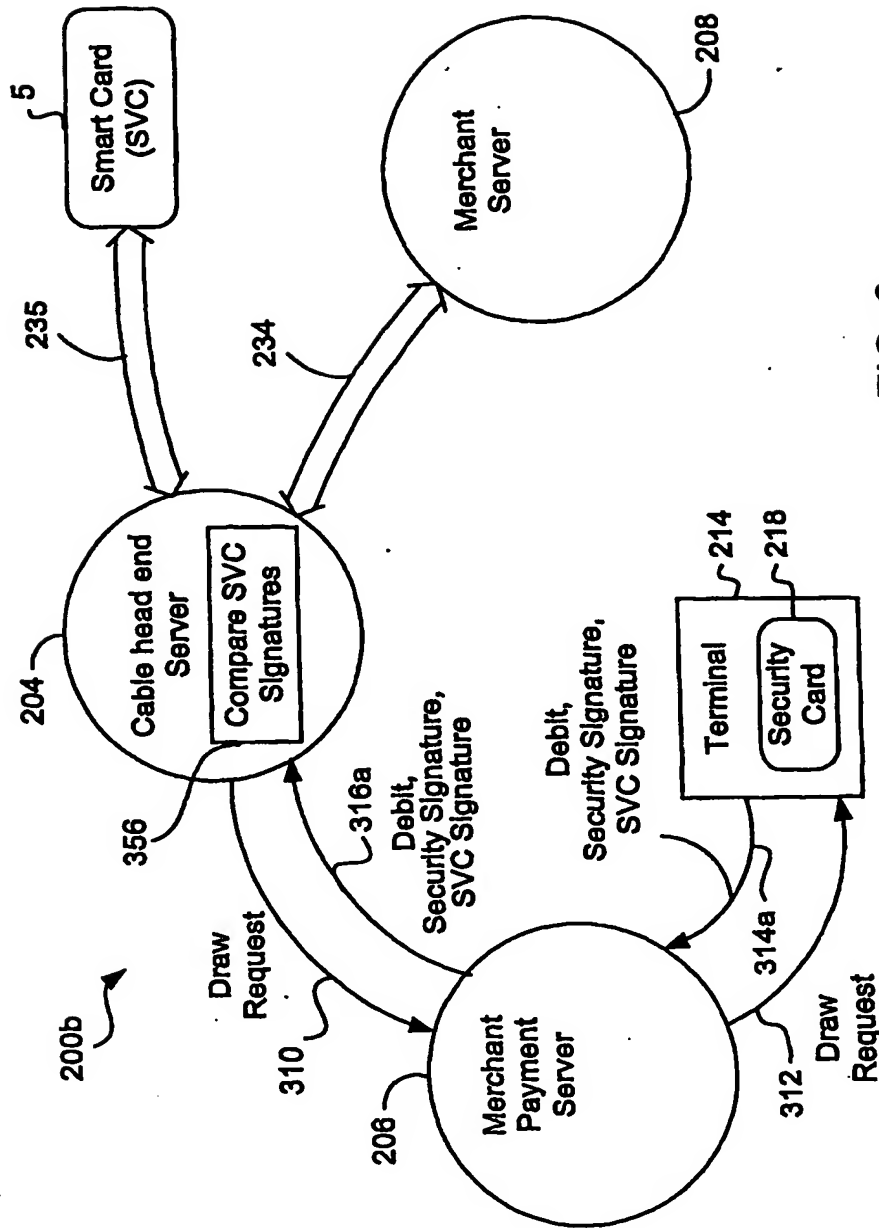 200b
204
235
5
Smart Card
(SVC)
Cable head end
Server
Compare SVC
Signatures
356
234
Draw
Request
310
316a
Debit,
Security Signature,
SVC Signature
208
Merchant
Server
206
Merchant
Payment
Server
Debit,
Security Signature,
SVC Signature
214
218
Terminal
Security
Card
314a
312
Draw
Request
FIG.